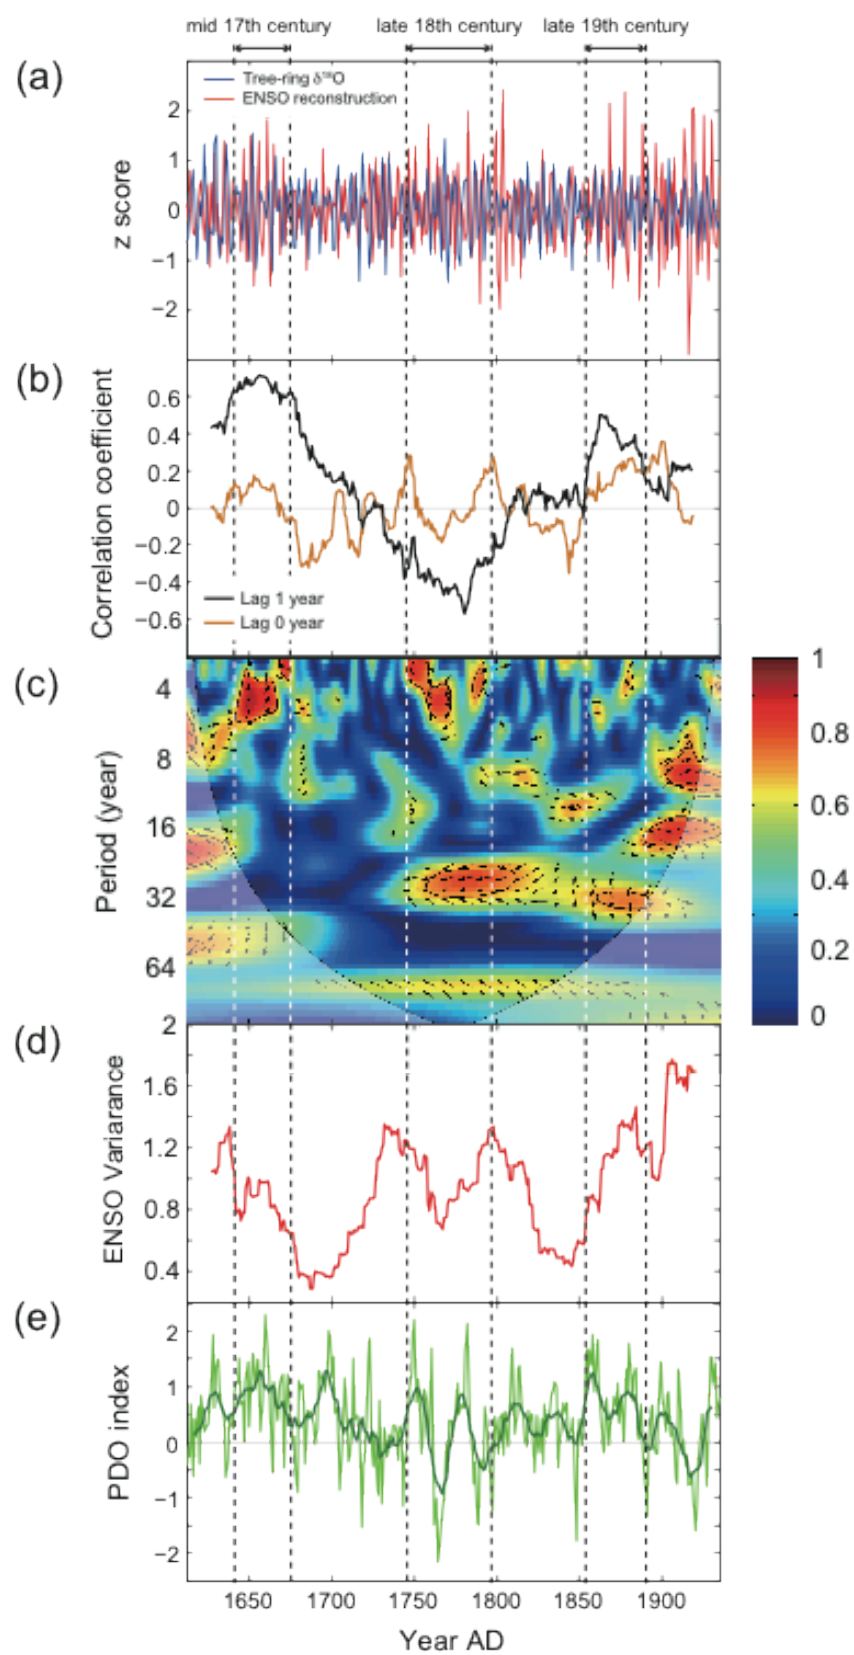 mid 17th century late 18th century late 19th century
(a)
Tree-ring δ¹⁸O
ENSO reconstruction
2
1
0
−1
−2
z score
(b)
0.6
0.4
0.2
0
−0.2
−0.4
−0.6
Correlation coefficient
Lag 1 year
Lag 0 year
(c)
4
8
16
32
64
Period (year)
1
0.8
0.6
0.4
0.2
0
(d)
2
1.6
1.2
0.8
0.4
ENSO Variarance
(e)
2
1
0
−1
−2
PDO index
1650 1700 1750 1800 1850 1900
Year AD